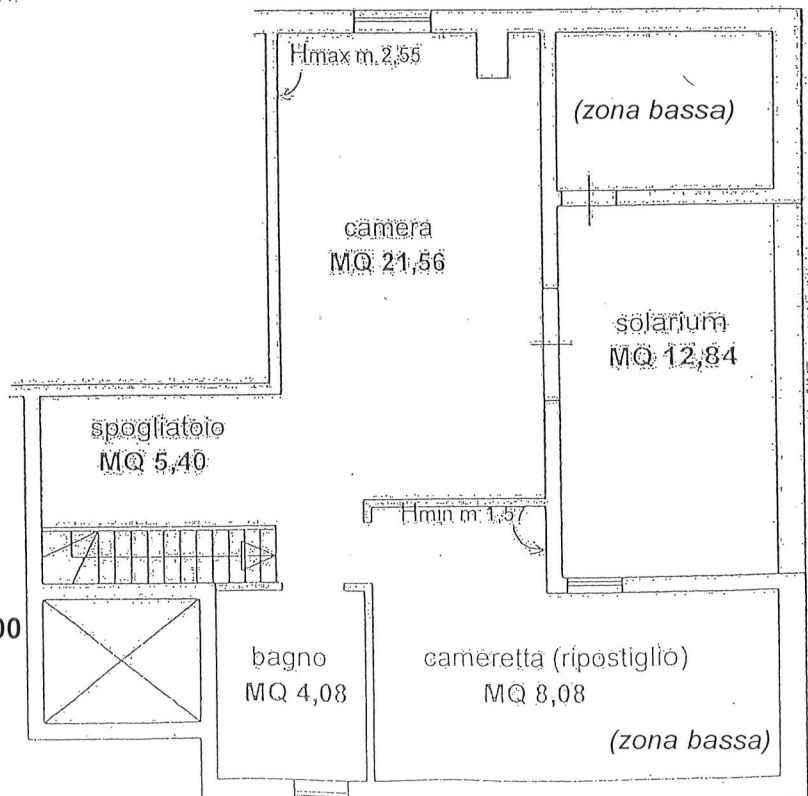 Hmax m.2,55
(zona bassa)
camera
MQ 21,56
solarium
MQ 12,84
spogliatoio
MQ 5,40
Hmin m 1,57
00
bagno
MQ 4,08
cameretta (ripostiglio)
MQ 8,08
(zona bassa)